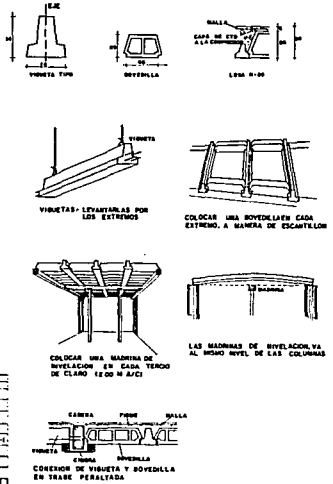 EJE
VIGUETA TIPO
BOVEDILLA
MALLA
CAPA DE CTO
A LA COMPRESION
LOSA H-20
VIGUETA
VIGUETAS- LEVANTARLAS POR
LOS EXTREMOS
COLOCAR UNA BOVEDILLA EN CADA
EXTREMO, A MANERA DE ESCANTILLON
COLOCAR UNA MADRINA DE
NIVELACION EN CADA TERCIO
DE CLARO (2.00 M A/C)
MADRINA
LAS MADRINAS DE NIVELACION, VA
AL MISMO NIVEL DE LAS COLUMNAS
CADENA
FIRME
MALLA
VIGUETA
CIMBRA
BOVEDILLA
CONEXION DE VIGUETA Y BOVEDILLA
EN TRABE PERALTADA